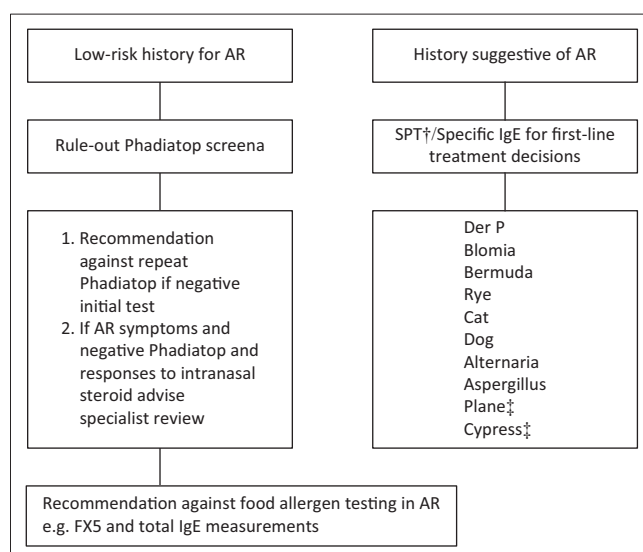 Low-risk history for AR
Rule-out Phadiatop screena
1. Recommendation
against repeat
Phadiatop if negative
initial test
2. If AR symptoms and
negative Phadiatop and
responses to intranasal
steroid advise
specialist review
History suggestive of AR
SPT†/Specific IgE for first-line
treatment decisions
Der P
Blomia
Bermuda
Rye
Cat
Dog
Alternaria
Aspergillus
Plane‡
Cypress‡
Recommendation against food allergen testing in AR
e.g. FX5 and total IgE measurements